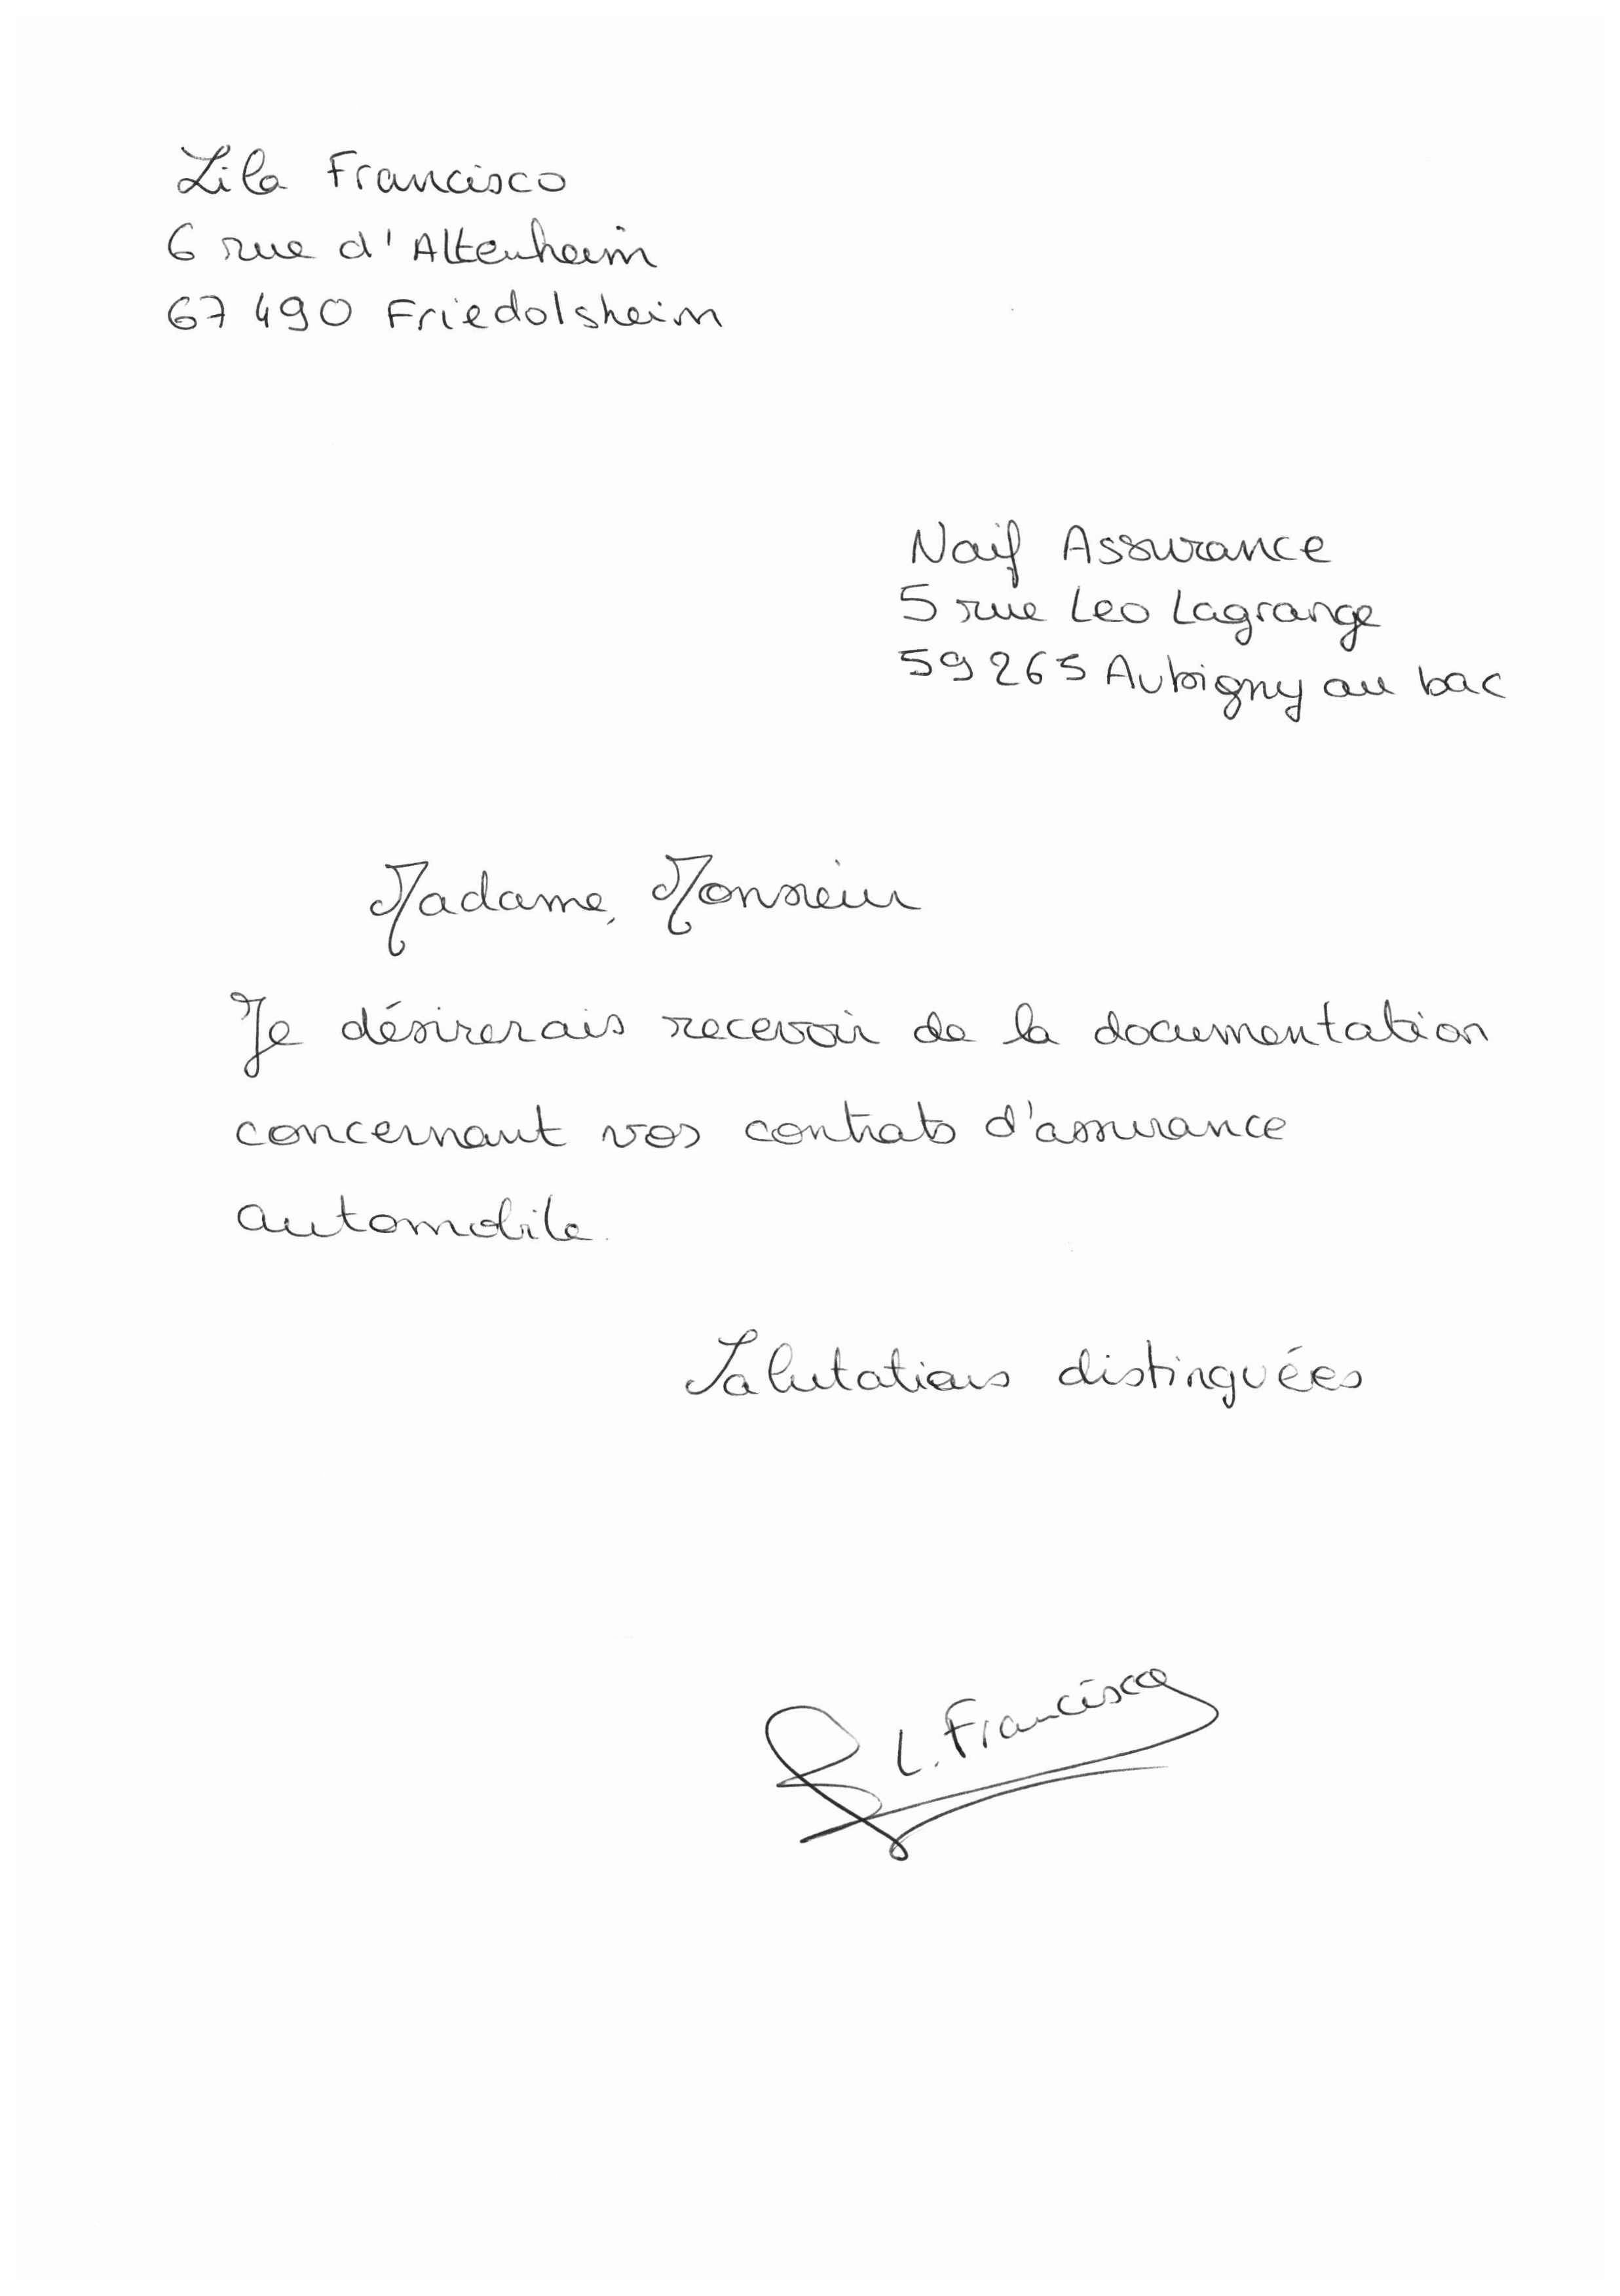 Lila Francisco
6 rue d'Altenheim
67 490 Friedolsheim
Naif Assurance
5 rue Leo Lagrange
59 265 Aubigny au bac
Madame, Monsieur
Je désirerais recevoir de la documentation
concernant vos contrats d'assurance
automobile.
Salutations distinguées
L. Francisco